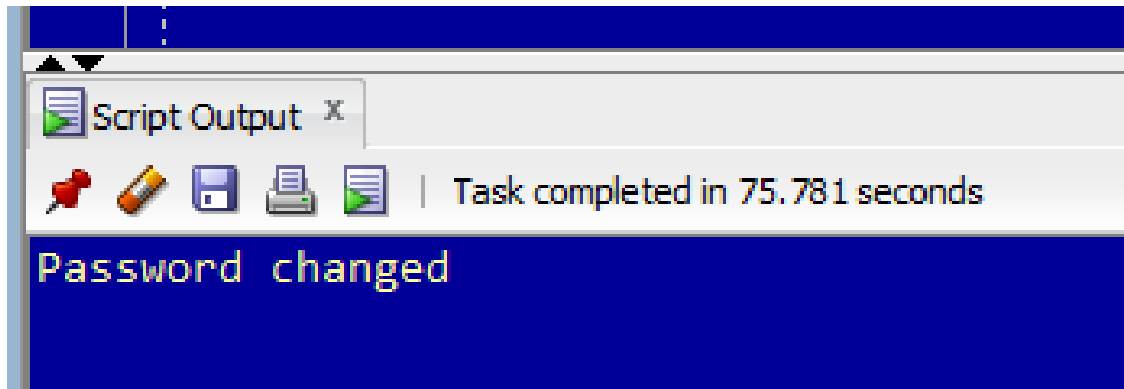 Script Output x
Task completed in 75.781 seconds
Password changed